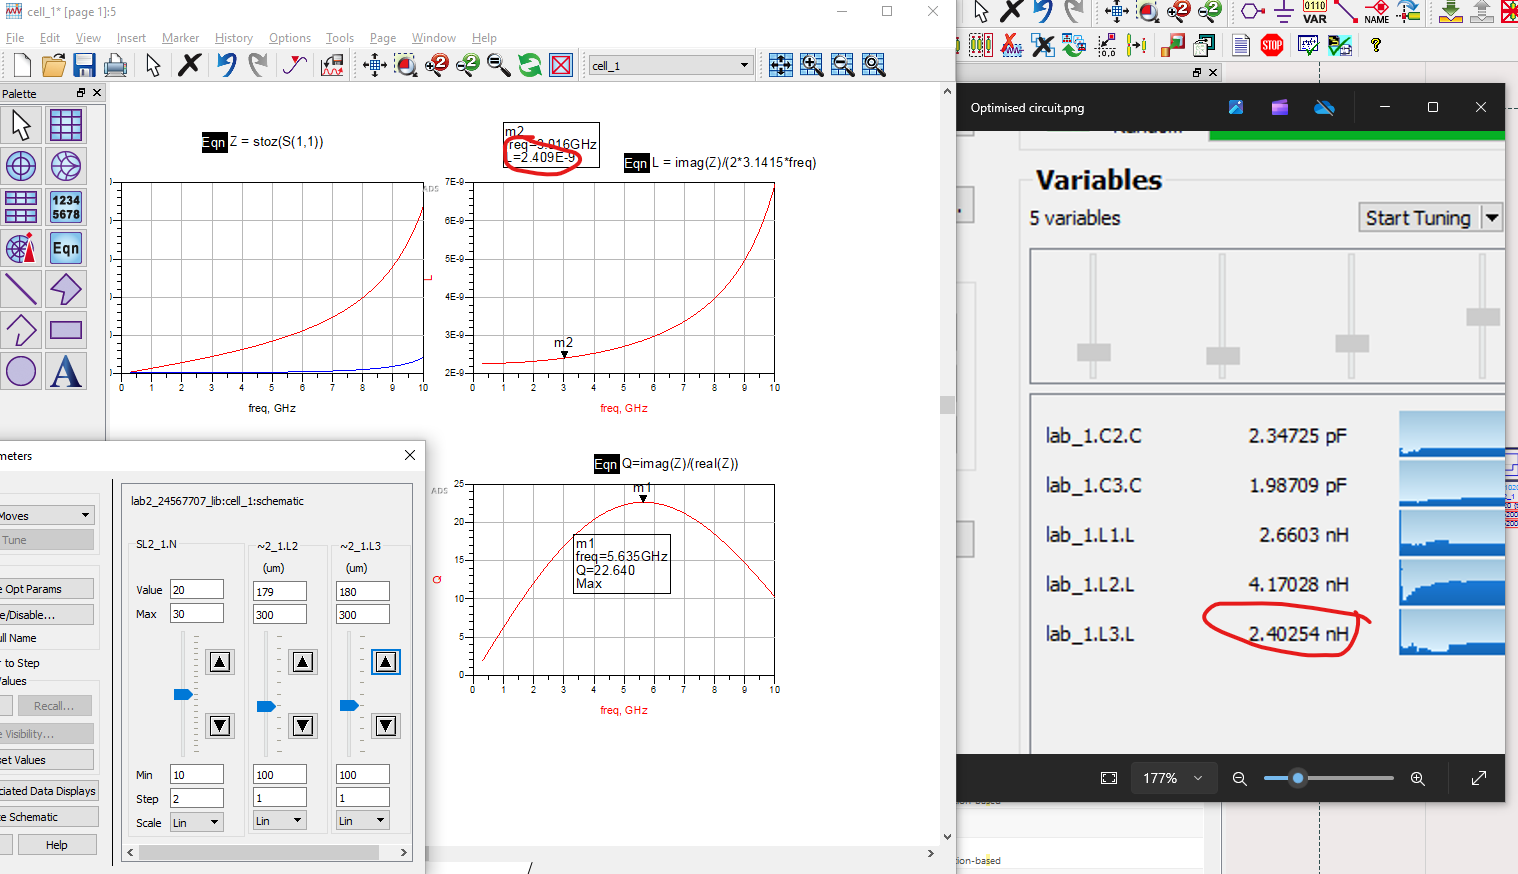 cell_1* [page 1]:5
File Edit View Insert Marker History Options Tools Page Window Help
cell_1
Palette
1234
5678
Eqn
Eqn Z = stoz(S(1,1))
m2
L=2.409E-9
Eqn L = imag(Z)/(2*3.1415*freq)
ADS
0 1 2 3 4 5 6 7 8 9 10
freq, GHz
7E-9
6E-9
5E-9
4E-9
3E-9
2E-9
L
m2
0 1 2 3 4 5 6 7 8 9 10
freq, GHz
Eqn Q=imag(Z)/(real(Z))
ADS
25
20
15
10
5
0
Q
m1
m1
freq=5.635GHz
Q=22.640
Max
0 1 2 3 4 5 6 7 8 9 10
freq, GHz
meters
Moves
Tune
e Opt Params
e/Disable...
ull Name
r to Step
Values
Recall...
e Visibility...
set Values
ciated Data Displays
te Schematic
Help
lab2_24567707_lib:cell_1:schematic
SL2_1.N ~2_1.L2 ~2_1.L3
(um) (um)
Value 20 179 180
Max 30 300 300
Min 10 100 100
Step 2 1 1
Scale Lin Lin Lin
0110
VAR
NAME
STOP
Optimised circuit.png
Variables
5 variables
Start Tuning
lab_1.C2.C 2.34725 pF
lab_1.C3.C 1.98709 pF
lab_1.L1.L 2.6603 nH
lab_1.L2.L 4.17028 nH
lab_1.L3.L 2.40254 nH
177%
tion-based